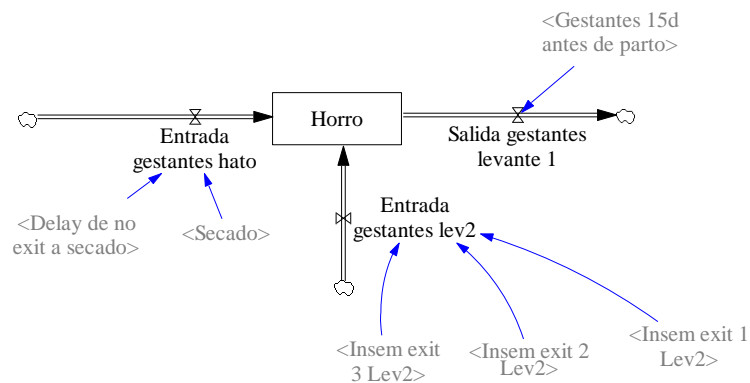 <Gestantes 15d
antes de parto>
Horro
Entrada
gestantes hato
Salida gestantes
levante 1
<Delay de no
exit a secado>
<Secado>
Entrada
gestantes lev2
<Insem exit
3 Lev2>
<Insem exit 2
Lev2>
<Insem exit 1
Lev2>